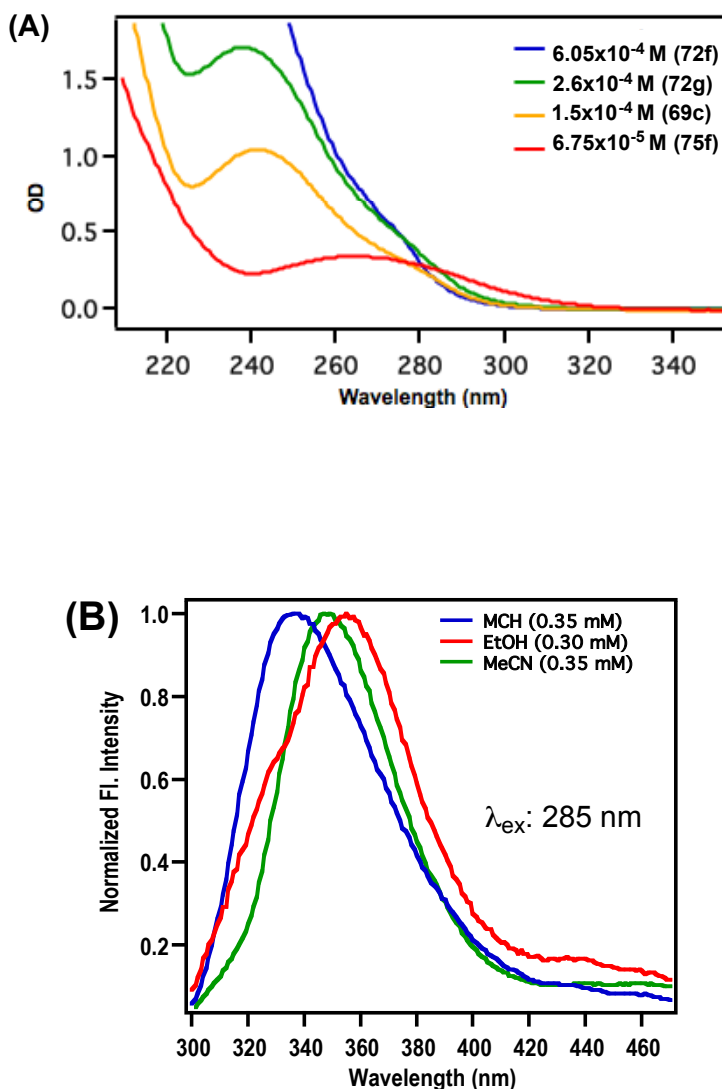 (A)
6.05x10⁻⁴ M (72f)
2.6x10⁻⁴ M (72g)
1.5x10⁻⁴ M (69c)
6.75x10⁻⁵ M (75f)
1.5
1.0
0.5
0.0
OD
220 240 260 280 300 320 340
Wavelength (nm)
(B)
MCH (0.35 mM)
EtOH (0.30 mM)
MeCN (0.35 mM)
λex: 285 nm
1.0
0.8
0.6
0.4
0.2
Normalized Fl. Intensity
300 320 340 360 380 400 420 440 460
Wavelength (nm)